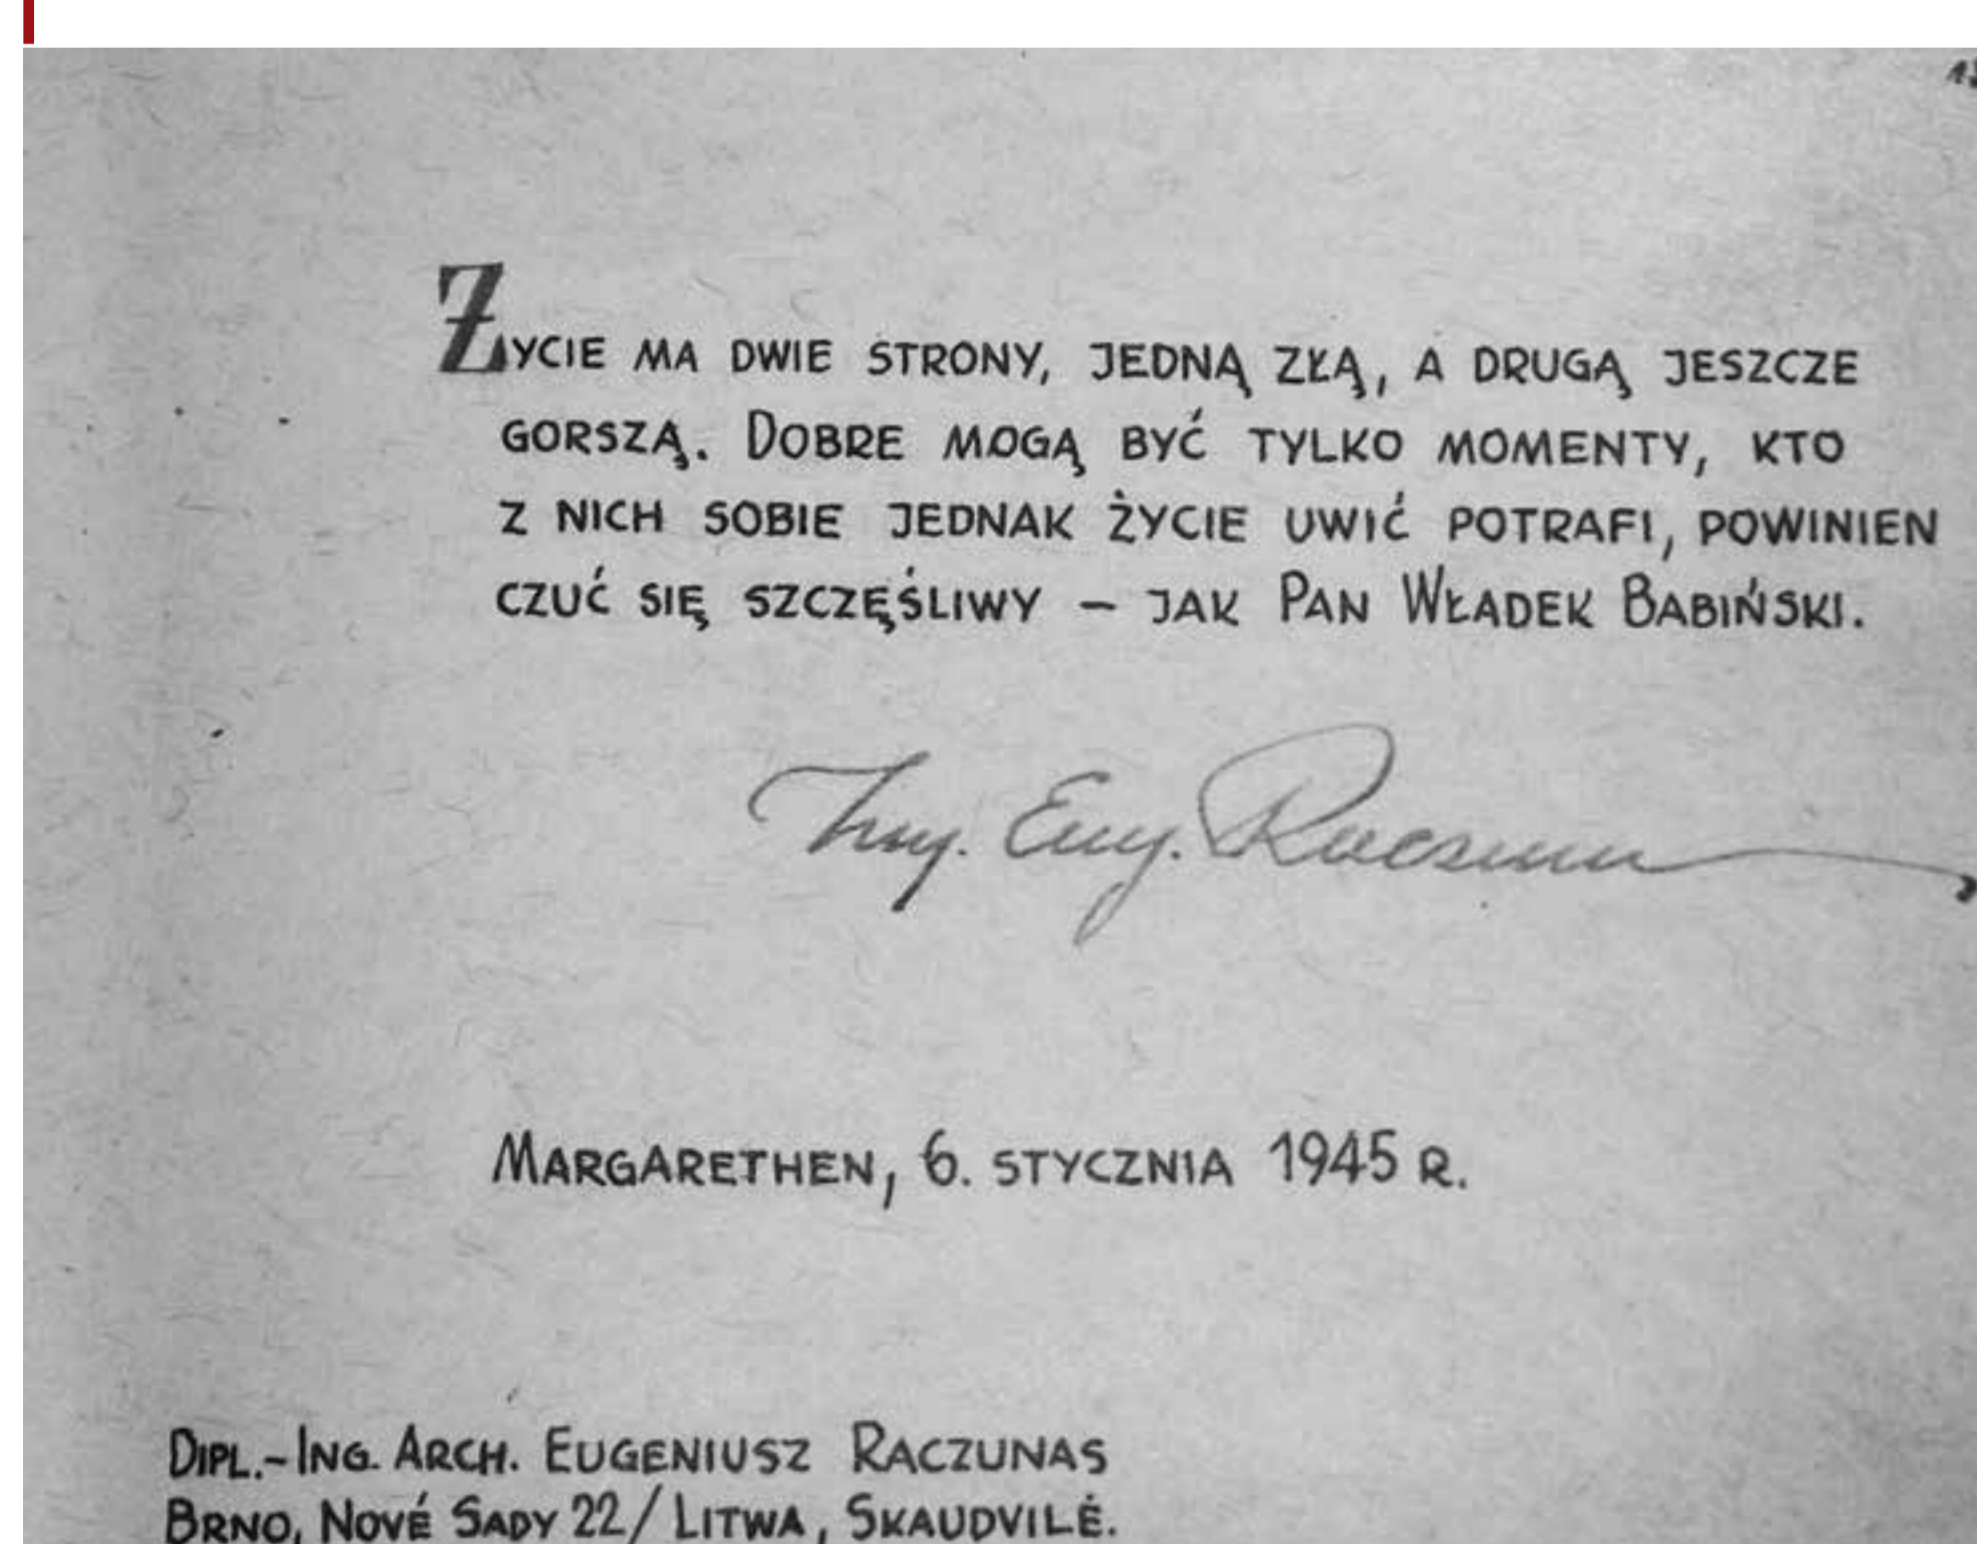 Życie ma dwie strony, jedną złą, a drugą jeszcze
gorszą. Dobre mogą być tylko momenty, kto
z nich sobie jednak życie uwić potrafi, powinien
czuć się szczęśliwy – jak Pan Władek Babiński.
Ing. Eug. Raczunas
Margarethen, 6. stycznia 1945 r.
Dipl.-Ing. Arch. Eugeniusz Raczunas
Brno, Nové Sady 22/Litwa, Skaudvilė.